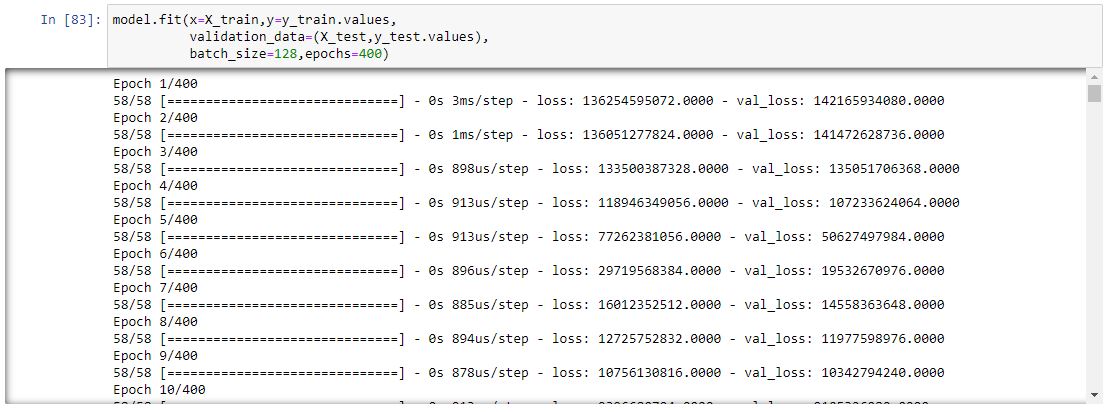 In [83]: model.fit(x=X_train,y=y_train.values,
validation_data=(X_test,y_test.values),
batch_size=128,epochs=400)
Epoch 1/400
58/58 [==============================] - 0s 3ms/step - loss: 136254595072.0000 - val_loss: 142165934080.0000
Epoch 2/400
58/58 [==============================] - 0s 1ms/step - loss: 136051277824.0000 - val_loss: 141472628736.0000
Epoch 3/400
58/58 [==============================] - 0s 898us/step - loss: 133500387328.0000 - val_loss: 135051706368.0000
Epoch 4/400
58/58 [==============================] - 0s 913us/step - loss: 118946349056.0000 - val_loss: 107233624064.0000
Epoch 5/400
58/58 [==============================] - 0s 913us/step - loss: 77262381056.0000 - val_loss: 50627497984.0000
Epoch 6/400
58/58 [==============================] - 0s 896us/step - loss: 29719568384.0000 - val_loss: 19532670976.0000
Epoch 7/400
58/58 [==============================] - 0s 885us/step - loss: 16012352512.0000 - val_loss: 14558363648.0000
Epoch 8/400
58/58 [==============================] - 0s 894us/step - loss: 12725752832.0000 - val_loss: 11977598976.0000
Epoch 9/400
58/58 [==============================] - 0s 878us/step - loss: 10756130816.0000 - val_loss: 10342794240.0000
Epoch 10/400